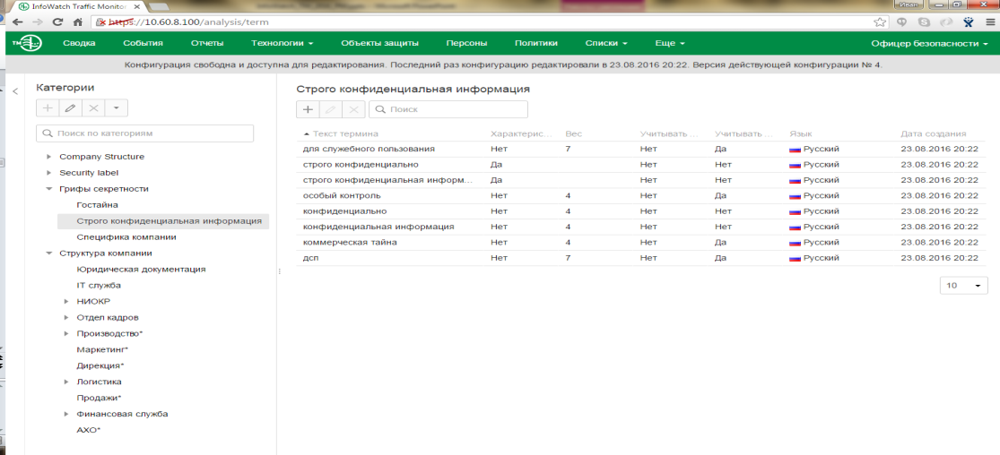 InfoWatch Traffic Monitor
Иван
https://10.60.8.100/analysis/term
TM
Сводка События Отчеты Технологии Объекты защиты Персоны Политики Списки Еще Офицер безопасности
Конфигурация свободна и доступна для редактирования. Последний раз конфигурацию редактировали в 23.08.2016 20:22. Версия действующей конфигурации № 4.
Категории
Поиск по категориям
Company Structure
Security label
Грифы секретности
Гостайна
Строго конфиденциальная информация
Специфика компании
Структура компании
Юридическая документация
IT служба
НИОКР
Отдел кадров
Производство*
Маркетинг*
Дирекция*
Логистика
Продажи*
Финансовая служба
АХО*
Строго конфиденциальная информация
Поиск
Текст термина Характерис... Вес Учитывать ... Учитывать ... Язык Дата создания
для служебного пользования Нет 7 Нет Да Русский 23.08.2016 20:22
строго конфиденциально Да Нет Нет Русский 23.08.2016 20:22
строго конфиденциальная информ... Да Нет Нет Русский 23.08.2016 20:22
особый контроль Нет 4 Нет Да Русский 23.08.2016 20:22
конфиденциально Нет 4 Нет Нет Русский 23.08.2016 20:22
конфиденциальная информация Нет 4 Нет Нет Русский 23.08.2016 20:22
коммерческая тайна Нет 4 Нет Да Русский 23.08.2016 20:22
дсп Нет 7 Нет Да Русский 23.08.2016 20:22
10